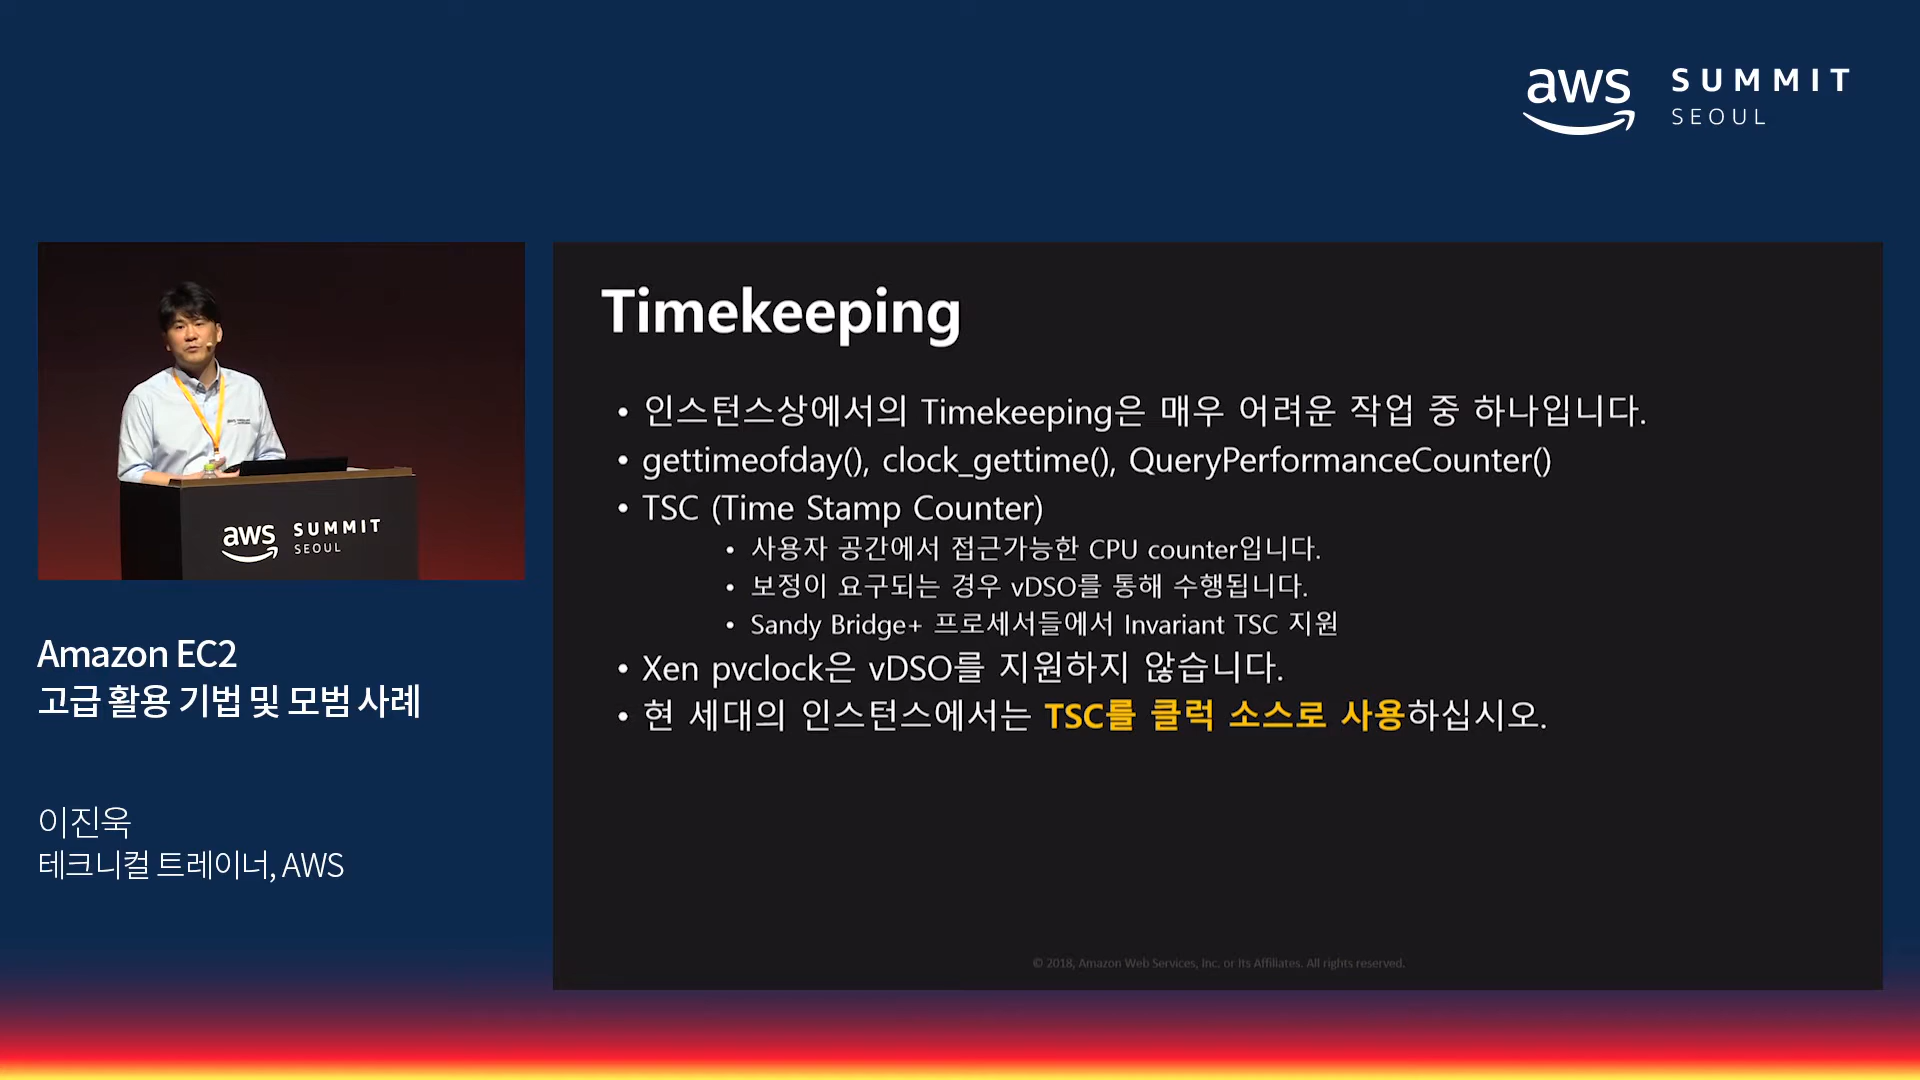 aws SUMMIT
SEOUL
aws SUMMIT
SEOUL
Amazon EC2
고급 활용 기법 및 모범 사례
이진욱
테크니컬 트레이너, AWS
Timekeeping
• 인스턴스상에서의 Timekeeping은 매우 어려운 작업 중 하나입니다.
• gettimeofday(), clock_gettime(), QueryPerformanceCounter()
• TSC (Time Stamp Counter)
• 사용자 공간에서 접근가능한 CPU counter입니다.
• 보정이 요구되는 경우 vDSO를 통해 수행됩니다.
• Sandy Bridge+ 프로세서들에서 Invariant TSC 지원
• Xen pvclock은 vDSO를 지원하지 않습니다.
• 현 세대의 인스턴스에서는 TSC를 클럭 소스로 사용하십시오.
© 2018, Amazon Web Services, Inc. or Its Affiliates. All rights reserved.